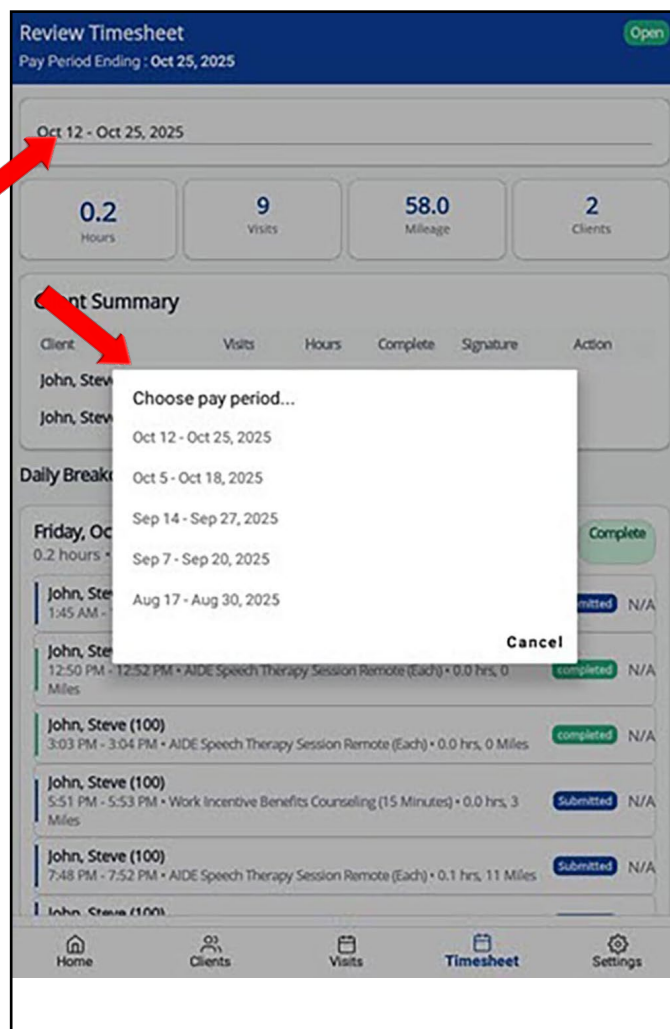 Review Timesheet
Open
Pay Period Ending : Oct 25, 2025
Oct 12 - Oct 25, 2025
0.2
Hours
9
Visits
58.0
Mileage
2
Clients
Summary
Client Visits Hours Complete Signature Action
John, Stev
John, Stev
Choose pay period...
Oct 12 - Oct 25, 2025
Oct 5 - Oct 18, 2025
Sep 14 - Sep 27, 2025
Sep 7 - Sep 20, 2025
Aug 17 - Aug 30, 2025
Cancel
Daily Break
Friday, Oc
Complete
0.2 hours •
John, Ste
1:45 AM -
N/A
John, Ste
12:50 PM - 12:52 PM • AIDE Speech Therapy Session Remote (Each) • 0.0 hrs, 0
Miles
completed N/A
John, Steve (100)
3:03 PM - 3:04 PM • AIDE Speech Therapy Session Remote (Each) • 0.0 hrs, 0 Miles
completed N/A
John, Steve (100)
5:51 PM - 5:53 PM • Work Incentive Benefits Counseling (15 Minutes) • 0.0 hrs, 3
Miles
Submitted N/A
John, Steve (100)
7:48 PM - 7:52 PM • AIDE Speech Therapy Session Remote (Each) • 0.1 hrs, 11 Miles
Submitted N/A
John, Steve (100)
Home Clients Visits Timesheet Settings